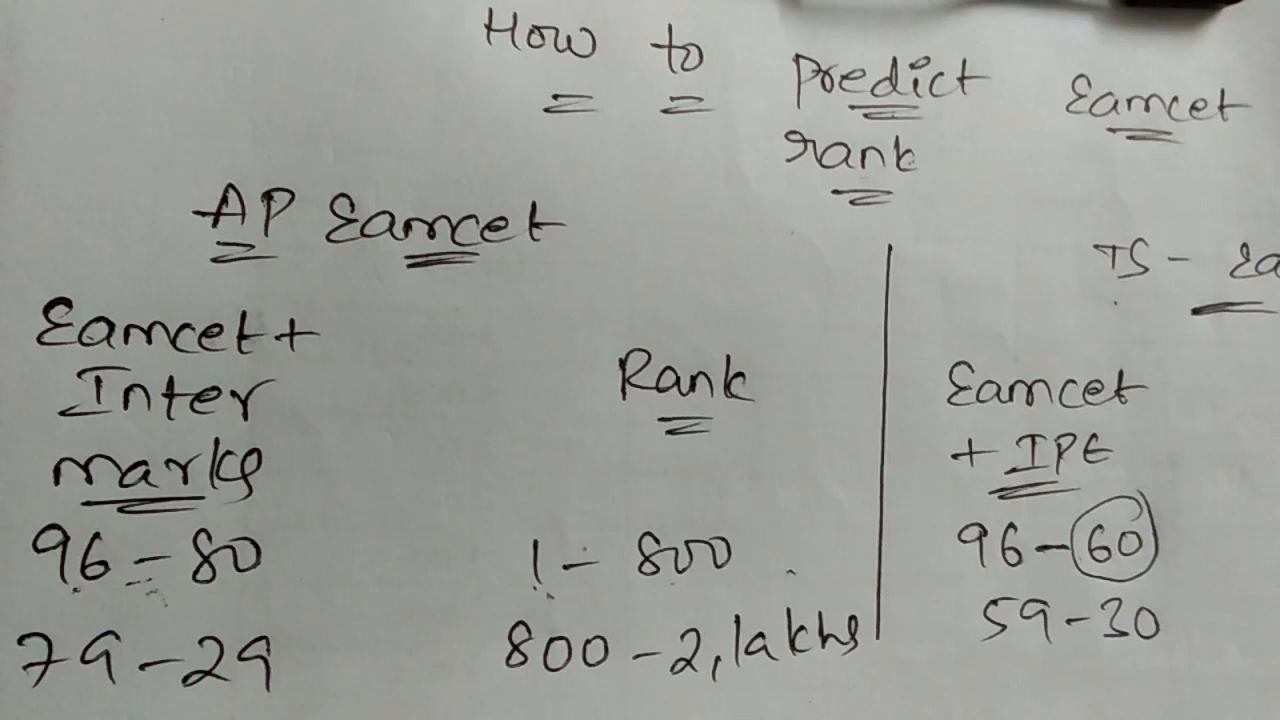 How to Predict Eamcet
rank
AP Eamcet
TS - Ea
Eamcet +
Inter
marks
Rank
96 - 80
1 - 800
79 - 29
800 - 2, lakhs
Eamcet
+ IPE
96 - 60
59 - 30